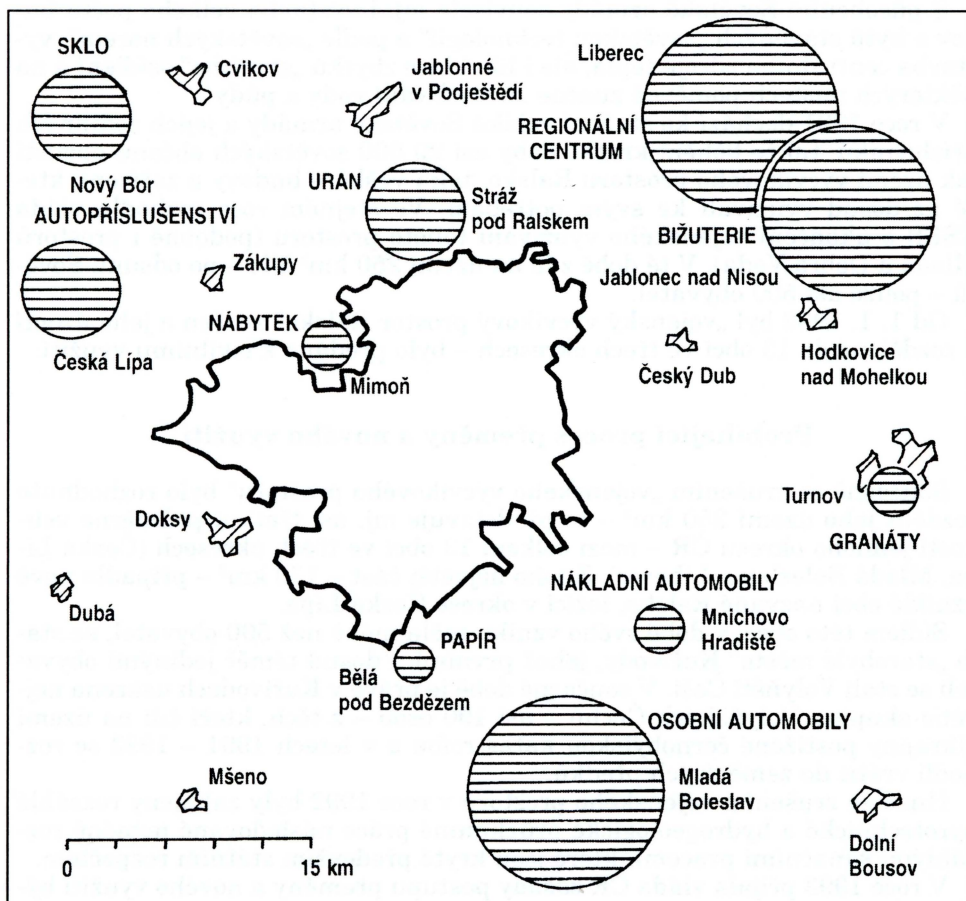 SKLO
Cvikov
Jablonné
v Podještědí
Liberec
REGIONÁLNÍ
CENTRUM
Nový Bor
URAN
Stráž
pod Ralskem
AUTOPŘÍSLUŠENSTVÍ
BIŽUTERIE
Zákupy
Jablonec nad Nisou
NÁBYTEK
Česká Lípa
Mimoň
Český Dub
Hodkovice
nad Mohelkou
Turnov
GRANÁTY
Doksy
Dubá
NÁKLADNÍ AUTOMOBILY
Mnichovo
Hradiště
PAPÍR
Bělá
pod Bezdězem
OSOBNÍ AUTOMOBILY
Mšeno
Mladá
Boleslav
0
15 km
Dolní
Bousov